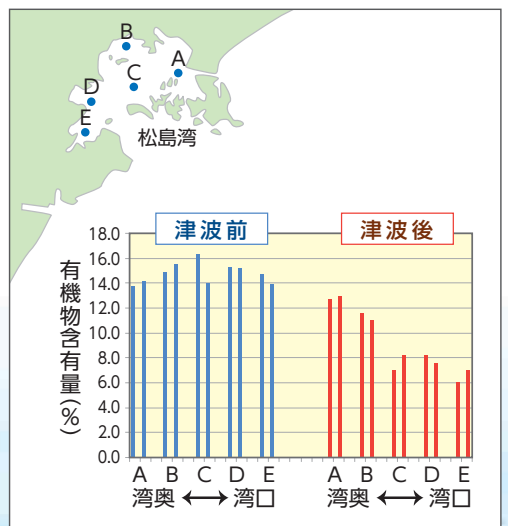 B
A
C
D
E
松島湾
津波前
津波後
有機物含有量(%)
18.0
16.0
14.0
12.0
10.0
8.0
6.0
4.0
2.0
0.0
A B C D E A B C D E
湾奥 ⟷ 湾口 湾奥 ⟷ 湾口